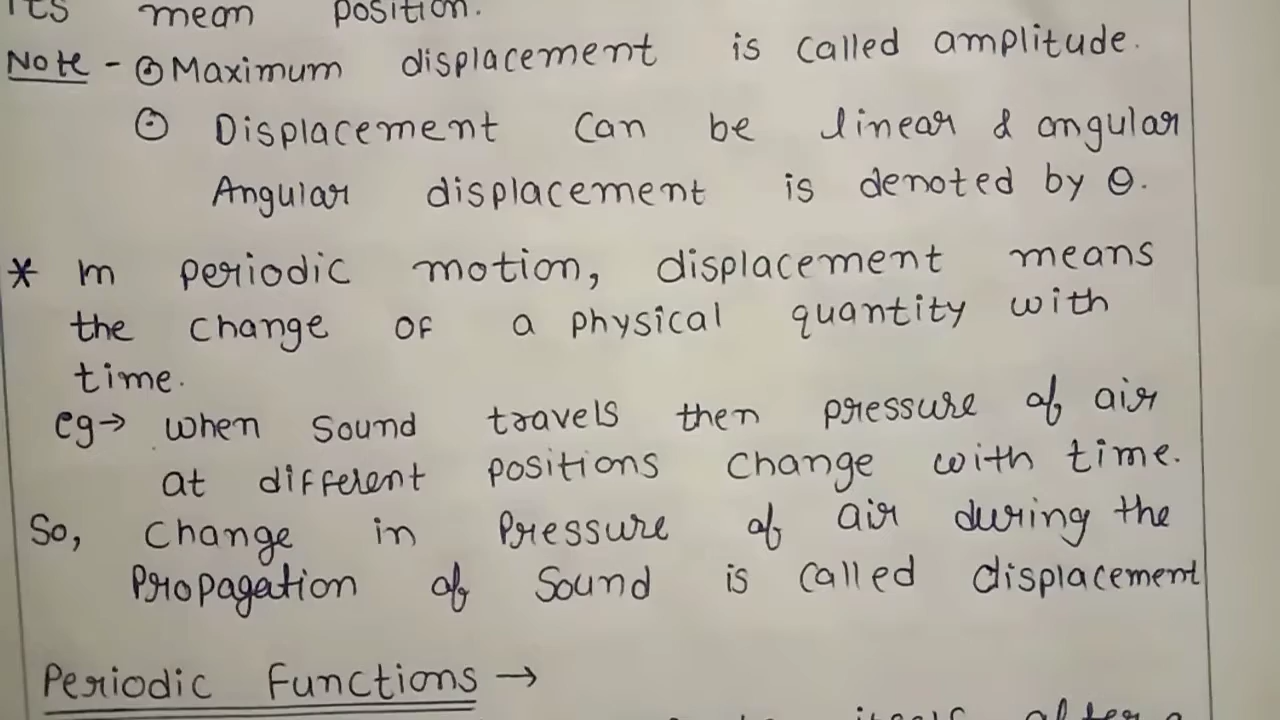 its mean position.
Note - ⊙ Maximum displacement is called amplitude.
⊙ Displacement can be linear & angular
Angular displacement is denoted by θ.
* In periodic motion, displacement means
the change of a physical quantity with
time.
eg→ when sound travels then pressure of air
at different positions change with time.
So, change in pressure of air during the
propagation of sound is called displacement
Periodic Functions →
itself after a